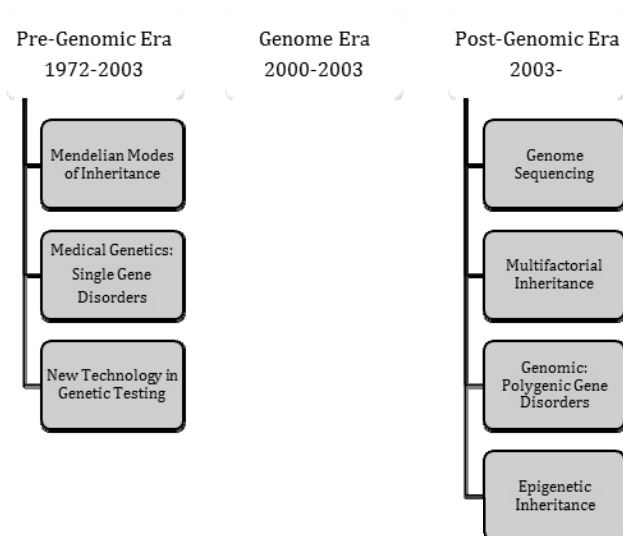 Pre-Genomic Era
1972-2003
Mendelian Modes
of Inheritance
Medical Genetics:
Single Gene
Disorders
New Technology in
Genetic Testing
Genome Era
2000-2003
Post-Genomic Era
2003-
Genome
Sequencing
Multifactorial
Inheritance
Genomic:
Polygenic Gene
Disorders
Epigenetic
Inheritance